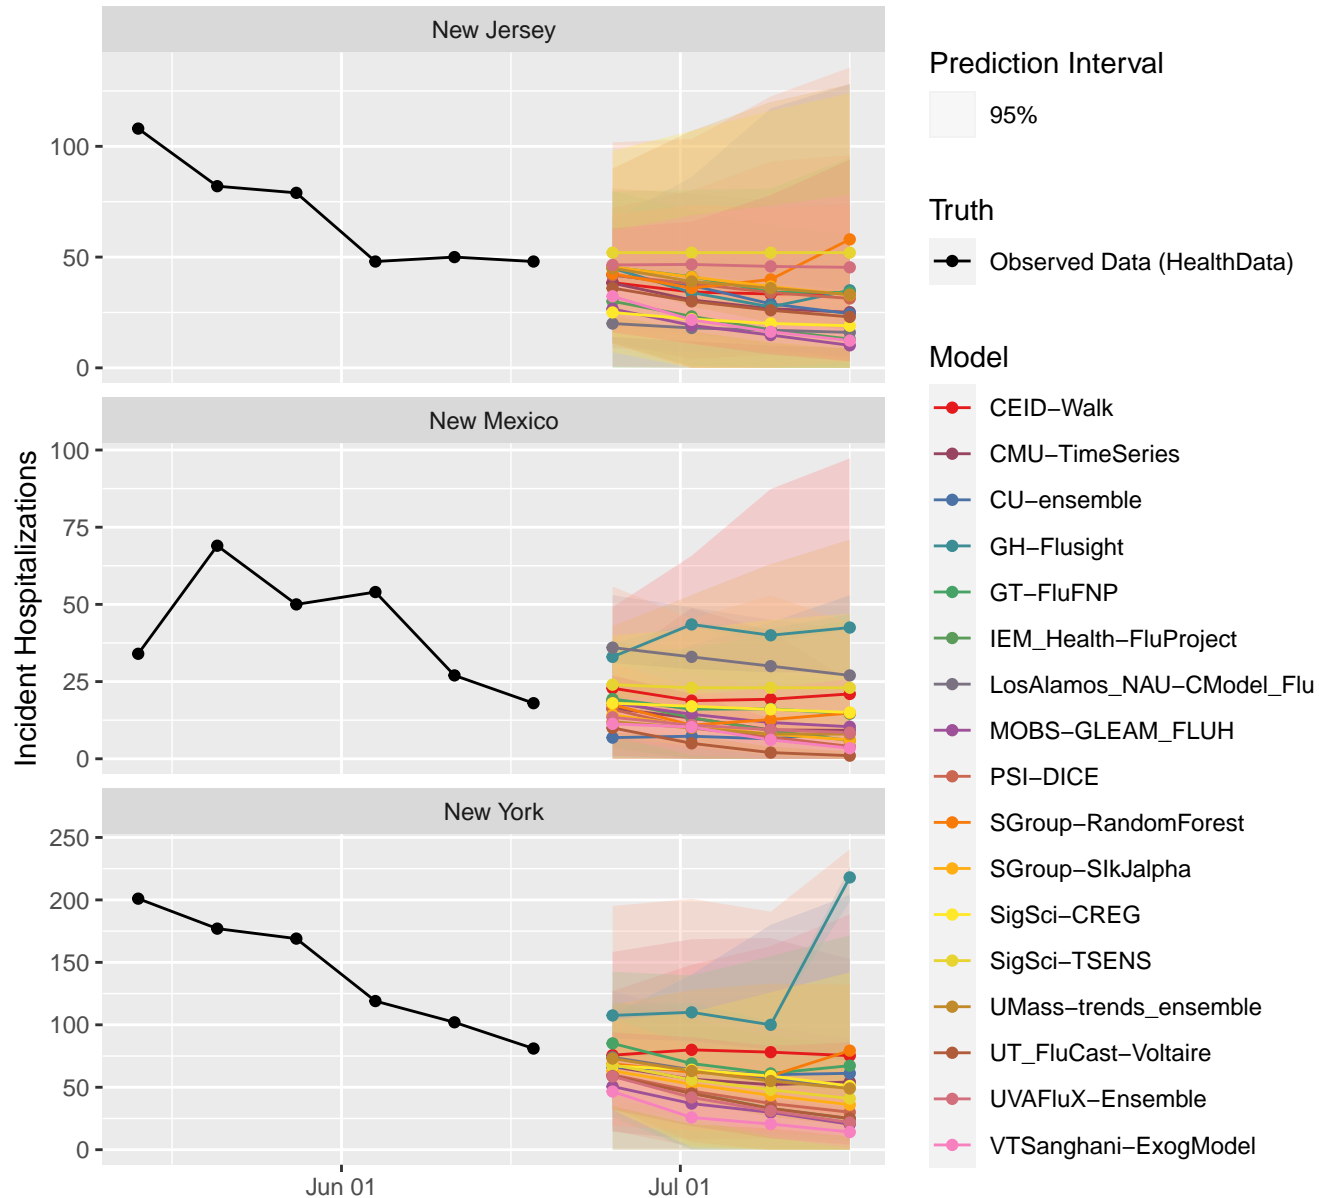 New Jersey
100
50
0
New Mexico
100
75
50
25
0
New York
250
200
150
100
50
0
Jun 01
Jul 01
Incident Hospitalizations
Prediction Interval
95%
Truth
Observed Data (HealthData)
Model
CEID−Walk
CMU−TimeSeries
CU−ensemble
GH−Flusight
GT−FluFNP
IEM_Health−FluProject
LosAlamos_NAU−CModel_Flu
MOBS−GLEAM_FLUH
PSI−DICE
SGroup−RandomForest
SGroup−SIkJalpha
SigSci−CREG
SigSci−TSENS
UMass−trends_ensemble
UT_FluCast−Voltaire
UVAFluX−Ensemble
VTSanghani−ExogModel